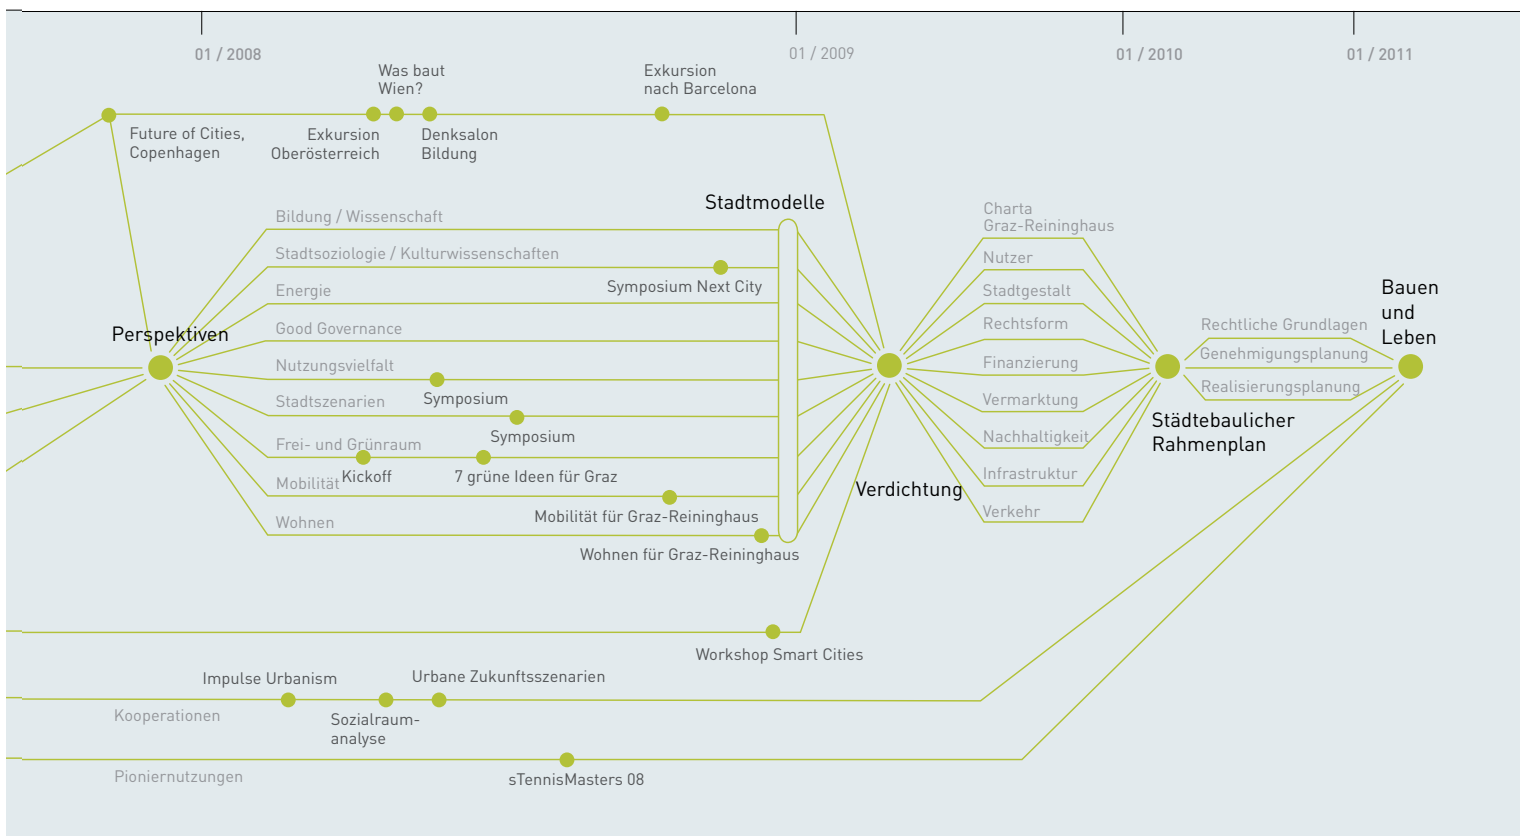 01 / 2008
01 / 2009
01 / 2010
01 / 2011
Was baut
Wien?
Exkursion
nach Barcelona
Future of Cities,
Copenhagen
Exkursion
Oberösterreich
Denksalon
Bildung
Stadtmodelle
Bildung / Wissenschaft
Stadtsoziologie / Kulturwissenschaften
Symposium Next City
Energie
Good Governance
Perspektiven
Nutzungsvielfalt
Symposium
Stadtszenarien
Symposium
Frei- und Grünraum
Kickoff
7 grüne Ideen für Graz
Mobilität
Mobilität für Graz-Reininghaus
Wohnen
Wohnen für Graz-Reininghaus
Verdichtung
Charta
Graz-Reininghaus
Nutzer
Stadtgestalt
Rechtsform
Finanzierung
Vermarktung
Nachhaltigkeit
Infrastruktur
Verkehr
Städtebaulicher
Rahmenplan
Rechtliche Grundlagen
Genehmigungsplanung
Realisierungsplanung
Bauen
und
Leben
Workshop Smart Cities
Impulse Urbanism
Urbane Zukunftsszenarien
Kooperationen
Sozialraum-
analyse
Pioniernutzungen
sTennisMasters 08